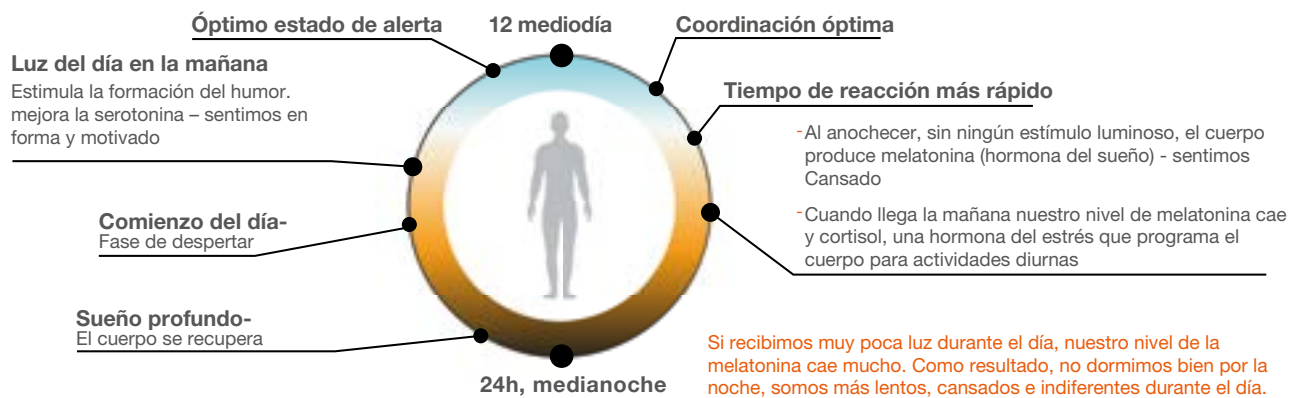 Óptimo estado de alerta
12 mediodía
Coordinación óptima
Luz del día en la mañana
Estimula la formación del humor.
mejora la serotonina – sentimos en
forma y motivado
Tiempo de reacción más rápido
-Al anochecer, sin ningún estímulo luminoso, el cuerpo
produce melatonina (hormona del sueño) - sentimos
Cansado
-Cuando llega la mañana nuestro nivel de melatonina cae
y cortisol, una hormona del estrés que programa el
cuerpo para actividades diurnas
Comienzo del día-
Fase de despertar
Sueño profundo-
El cuerpo se recupera
24h, medianoche
Si recibimos muy poca luz durante el día, nuestro nivel de la
melatonina cae mucho. Como resultado, no dormimos bien por la
noche, somos más lentos, cansados e indiferentes durante el día.